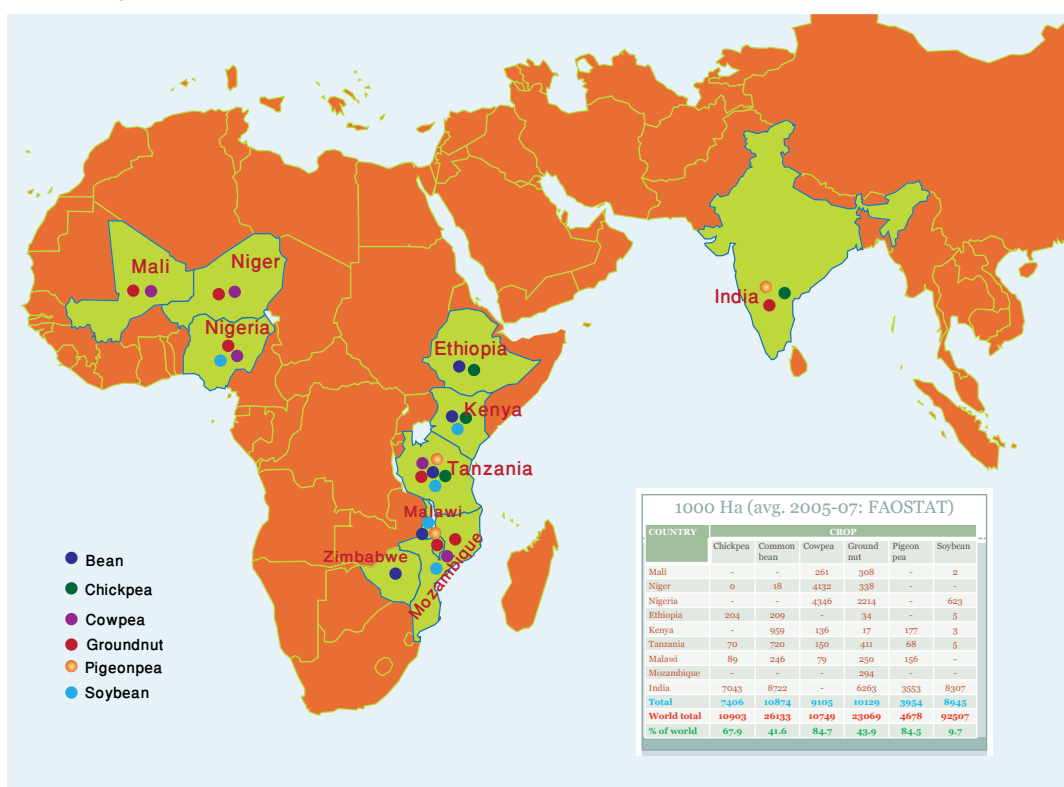 Mali
Niger
Nigeria
India
Ethiopia
Kenya
Tanzania
Malawi
Zimbabwe
Mozambique
Bean
Chickpea
Cowpea
Groundnut
Pigeonpea
Soybean
1000 Ha (avg. 2005-07: FAOSTAT)
COUNTRY CROP
Chickpea Common bean Cowpea Ground nut Pigeon pea Soybean
Mali - - 261 308 - 2
Niger 0 18 4132 338 - -
Nigeria - - 4346 2214 - 623
Ethiopia 204 209 - 34 - 5
Kenya - 959 136 17 177 3
Tanzania 70 720 150 411 68 5
Malawi 89 246 79 250 156 -
Mozambique - - - 294 - -
India 7043 8722 - 6263 3553 8307
Total 7406 10874 9105 10129 3954 8945
World total 10903 26133 10749 23069 4678 92507
% of world 67.9 41.6 84.7 43.9 84.5 9.7